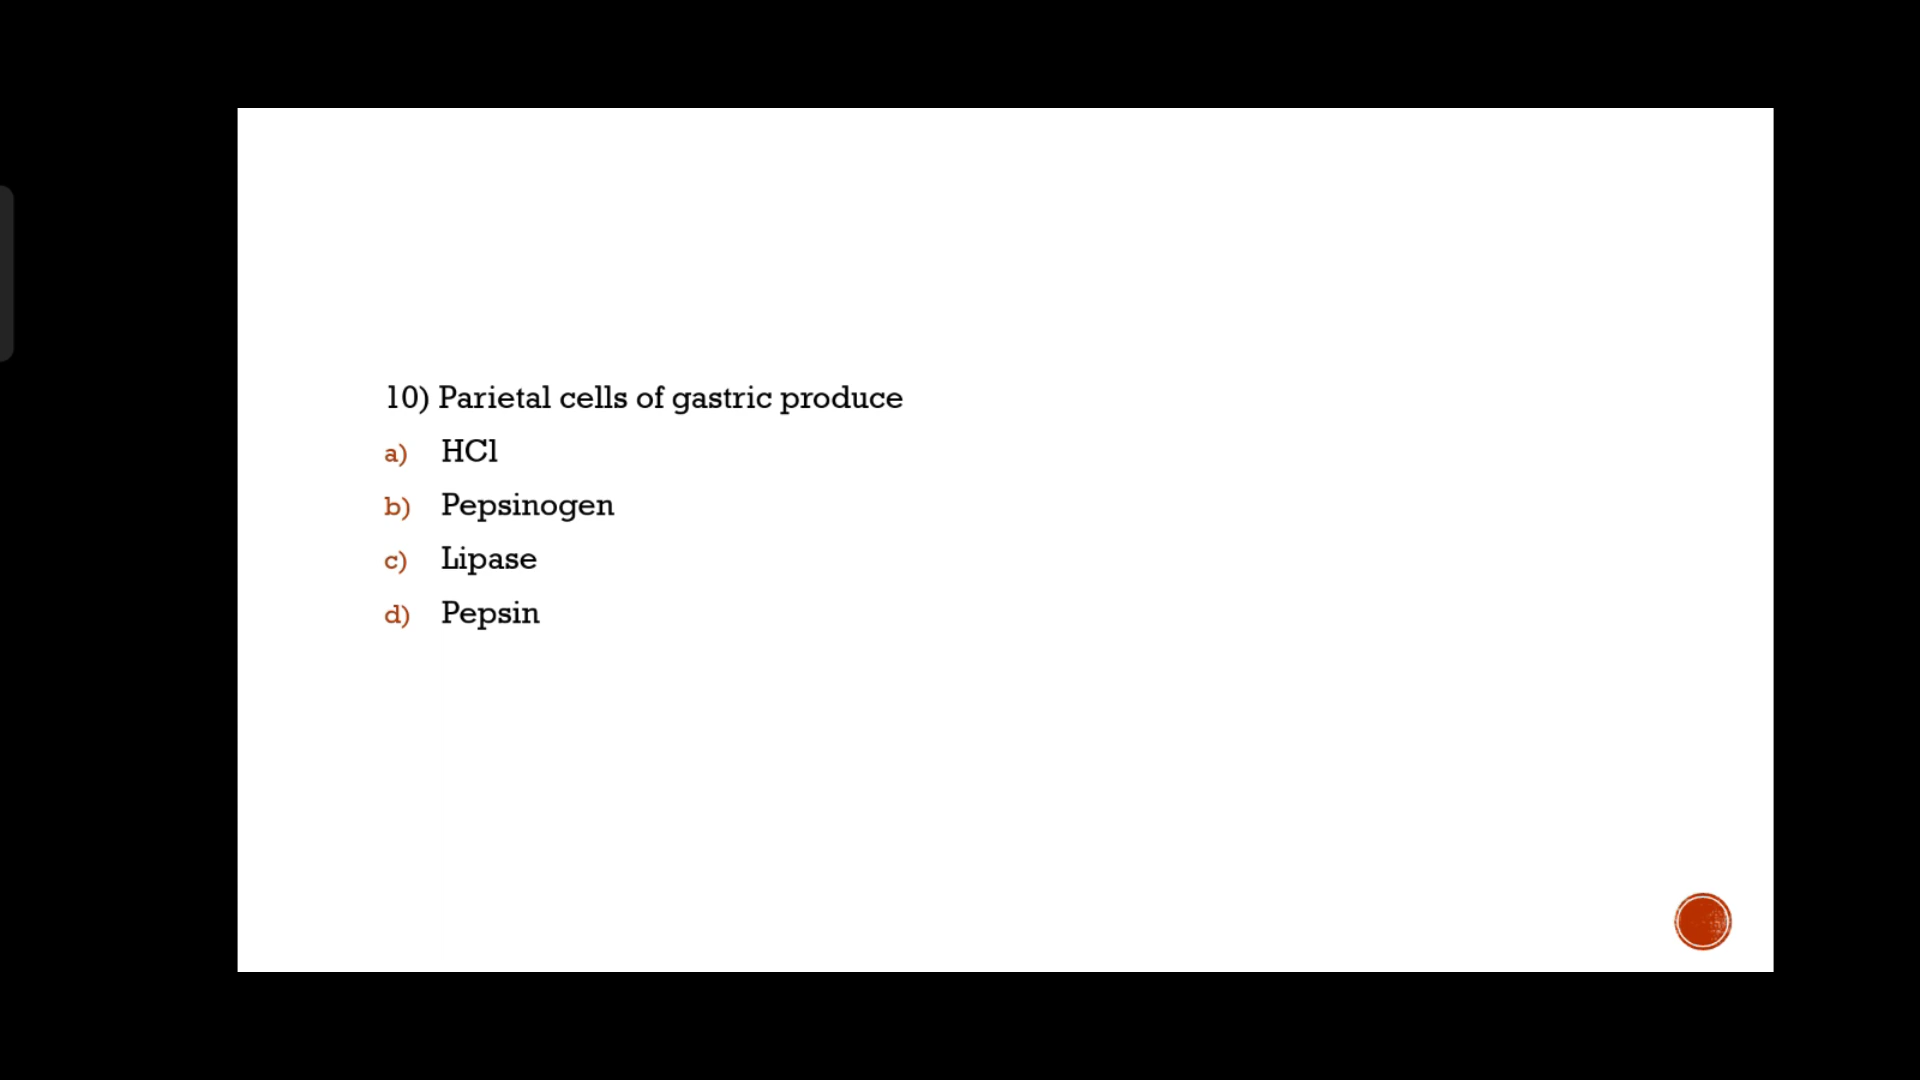 10) Parietal cells of gastric produce
a) HCl
b) Pepsinogen
c) Lipase
d) Pepsin